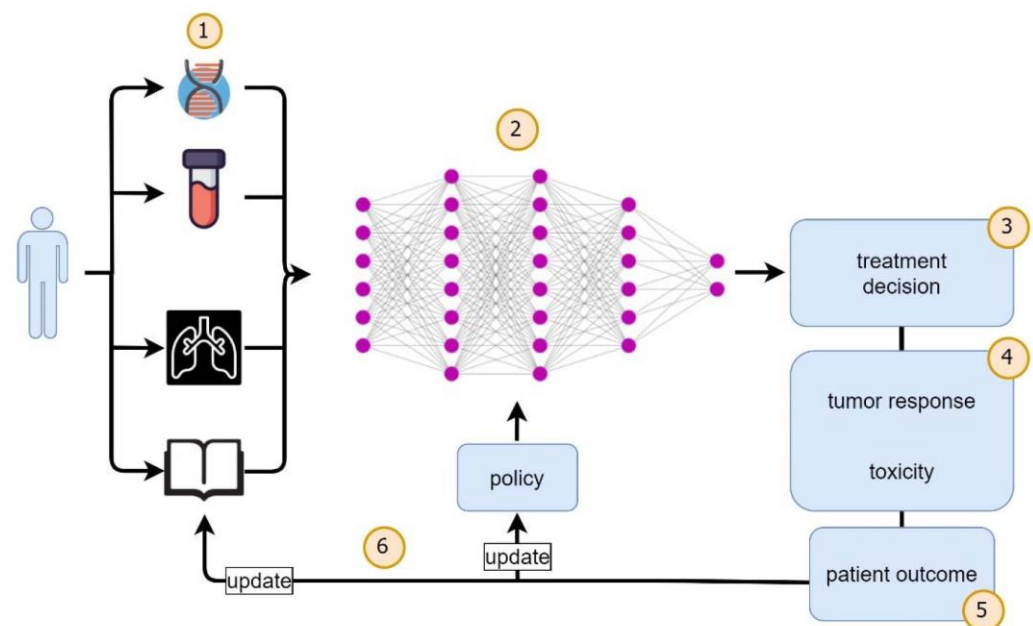 1
2
3
treatment
decision
4
tumor response
toxicity
policy
6
update
update
patient outcome
5